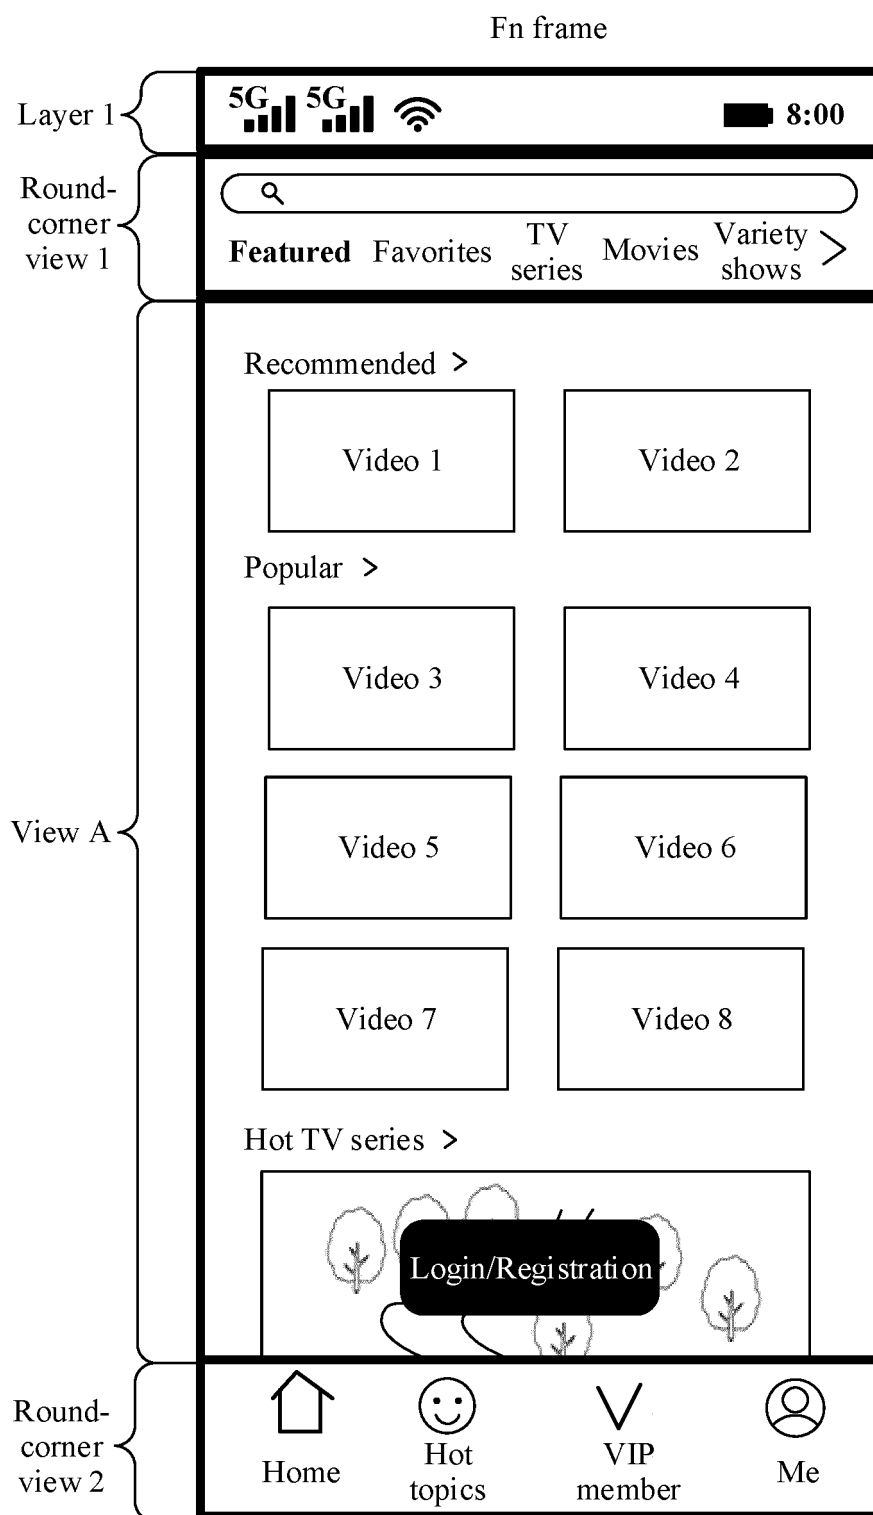 Fn frame
Layer 1
5G 5G 8:00
Round-
corner
view 1
Featured Favorites TV
series Movies Variety
shows
View A
Recommended >
Video 1 Video 2
Popular >
Video 3 Video 4
Video 5 Video 6
Video 7 Video 8
Hot TV series >
Login/Registration
Round-
corner
view 2
Home Hot
topics VIP
member Me